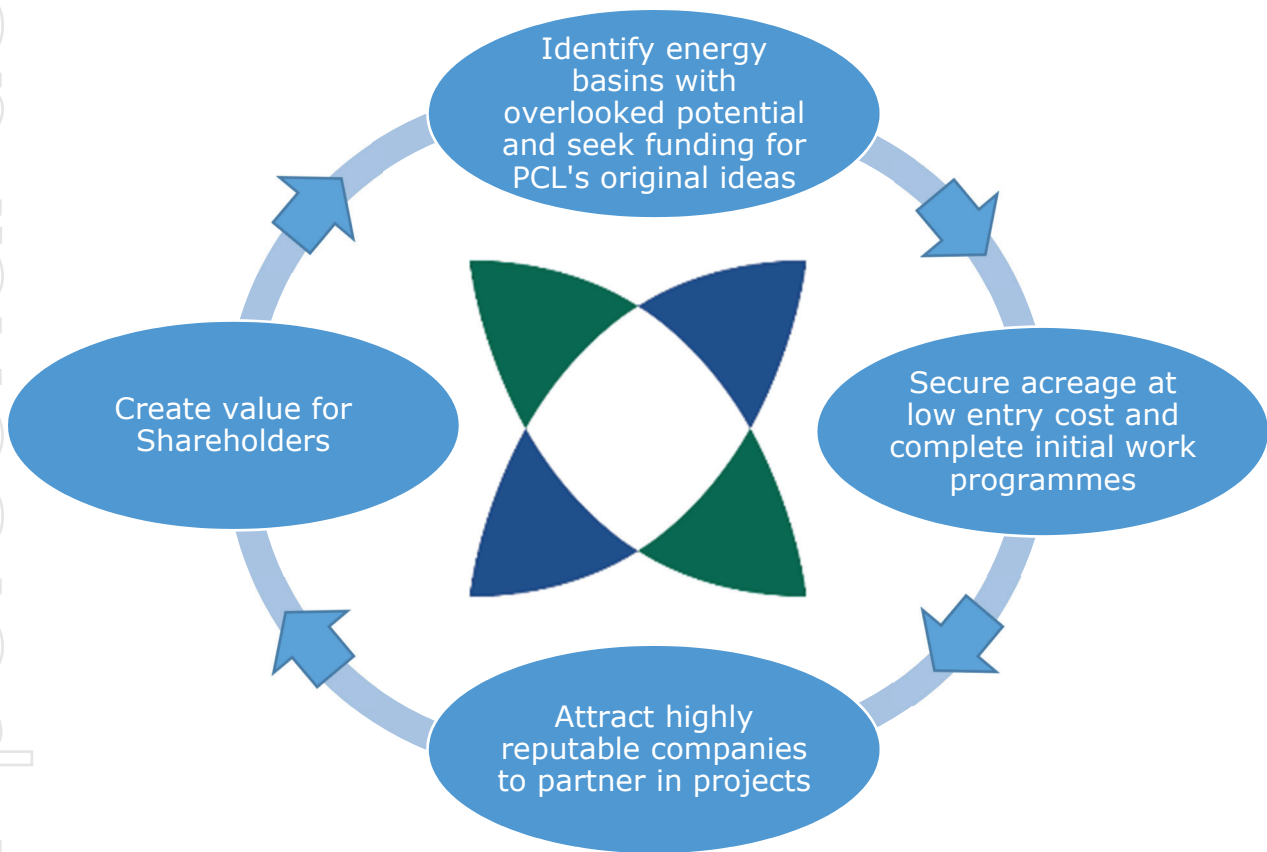 Identify energy
basins with
overlooked potential
and seek funding for
PCL's original ideas
Secure acreage at
low entry cost and
complete initial work
programmes
Attract highly
reputable companies
to partner in projects
Create value for
Shareholders